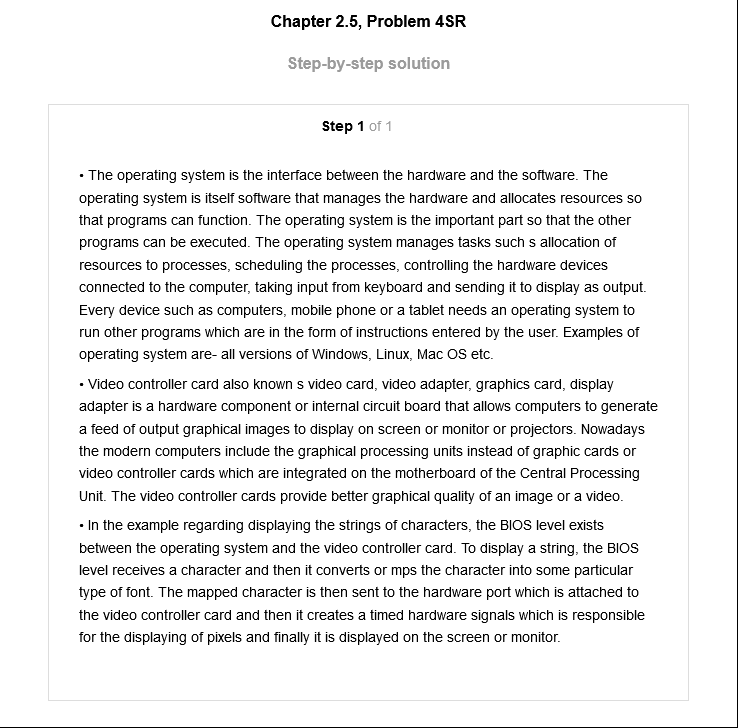 Chapter 2.5, Problem 4SR
Step-by-step solution
Step 1 of 1
• The operating system is the interface between the hardware and the software. The
operating system is itself software that manages the hardware and allocates resources so
that programs can function. The operating system is the important part so that the other
programs can be executed. The operating system manages tasks such s allocation of
resources to processes, scheduling the processes, controlling the hardware devices
connected to the computer, taking input from keyboard and sending it to display as output.
Every device such as computers, mobile phone or a tablet needs an operating system to
run other programs which are in the form of instructions entered by the user. Examples of
operating system are- all versions of Windows, Linux, Mac OS etc.
• Video controller card also known s video card, video adapter, graphics card, display
adapter is a hardware component or internal circuit board that allows computers to generate
a feed of output graphical images to display on screen or monitor or projectors. Nowadays
the modern computers include the graphical processing units instead of graphic cards or
video controller cards which are integrated on the motherboard of the Central Processing
Unit. The video controller cards provide better graphical quality of an image or a video.
• In the example regarding displaying the strings of characters, the BIOS level exists
between the operating system and the video controller card. To display a string, the BIOS
level receives a character and then it converts or mps the character into some particular
type of font. The mapped character is then sent to the hardware port which is attached to
the video controller card and then it creates a timed hardware signals which is responsible
for the displaying of pixels and finally it is displayed on the screen or monitor.